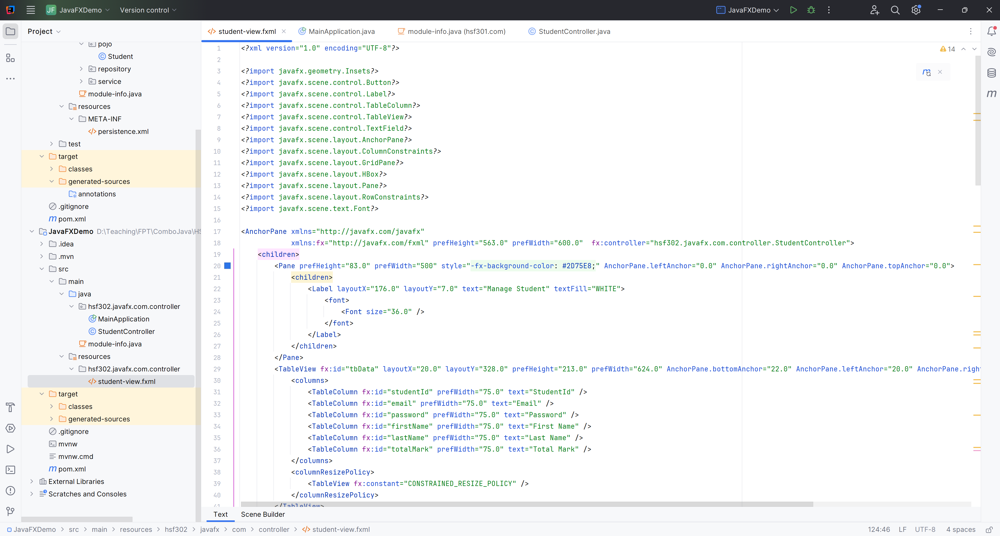 JF JavaFXDemo Version control JavaFXDemo
Project
student-view.fxml MainApplication.java module-info.java (hsf301.com) StudentController.java
pojo
Student
repository
service
module-info.java
resources
META-INF
persistence.xml
test
target
classes
generated-sources
annotations
.gitignore
m pom.xml
JavaFXDemo D:\Teaching\FPT\ComboJava\HS
.idea
.mvn
src
main
java
hsf302.javafx.com.controller
MainApplication
StudentController
module-info.java
resources
hsf302.javafx.com.controller
student-view.fxml
target
classes
generated-sources
.gitignore
mvnw
mvnw.cmd
m pom.xml
External Libraries
Scratches and Consoles
14
1 <?xml version="1.0" encoding="UTF-8"?>
2
3 <?import javafx.geometry.Insets?>
4 <?import javafx.scene.control.Button?>
5 <?import javafx.scene.control.Label?>
6 <?import javafx.scene.control.TableColumn?>
7 <?import javafx.scene.control.TableView?>
8 <?import javafx.scene.control.TextField?>
9 <?import javafx.scene.layout.AnchorPane?>
10 <?import javafx.scene.layout.ColumnConstraints?>
11 <?import javafx.scene.layout.GridPane?>
12 <?import javafx.scene.layout.HBox?>
13 <?import javafx.scene.layout.Pane?>
14 <?import javafx.scene.layout.RowConstraints?>
15 <?import javafx.scene.text.Font?>
16
17 <AnchorPane xmlns="http://javafx.com/javafx"
18 xmlns:fx="http://javafx.com/fxml" prefHeight="563.0" prefWidth="600.0"  fx:controller="hsf302.javafx.com.controller.StudentController">
19 <children>
20 <Pane prefHeight="83.0" prefWidth="500" style="-fx-background-color: #2D75E8;" AnchorPane.leftAnchor="0.0" AnchorPane.rightAnchor="0.0" AnchorPane.topAnchor="0.0">
21 <children>
22 <Label layoutX="176.0" layoutY="7.0" text="Manage Student" textFill="WHITE">
23 <font>
24 <Font size="36.0" />
25 </font>
26 </Label>
27 </children>
28 </Pane>
29 <TableView fx:id="tbData" layoutX="20.0" layoutY="328.0" prefHeight="213.0" prefWidth="624.0" AnchorPane.bottomAnchor="22.0" AnchorPane.leftAnchor="20.0" AnchorPane.righ
30 <columns>
31 <TableColumn fx:id="studentId" prefWidth="75.0" text="StudentId" />
32 <TableColumn fx:id="email" prefWidth="75.0" text="Email" />
33 <TableColumn fx:id="password" prefWidth="75.0" text="Password" />
34 <TableColumn fx:id="firstName" prefWidth="75.0" text="First Name" />
35 <TableColumn fx:id="lastName" prefWidth="75.0" text="Last Name" />
36 <TableColumn fx:id="totalMark" prefWidth="75.0" text="Total Mark" />
37 </columns>
38 <columnResizePolicy>
39 <TableView fx:constant="CONSTRAINED_RESIZE_POLICY" />
40 </columnResizePolicy>
41 </TableView>
Text Scene Builder
JavaFXDemo > src > main > resources > hsf302 > javafx > com > controller > student-view.fxml 124:46 LF UTF-8 4 spaces